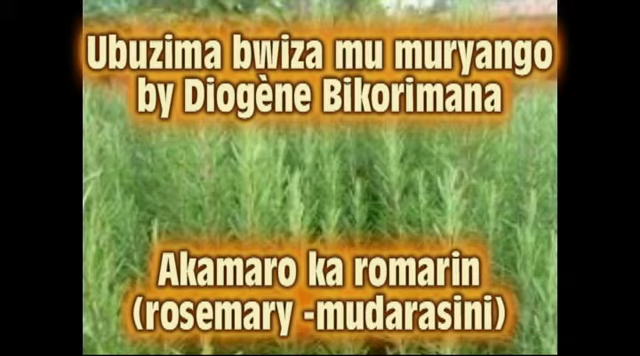 Ubuzima bwiza mu muryango
by Diogène Bikorimana
Akamaro ka romarin
(rosemary -mudarasini)